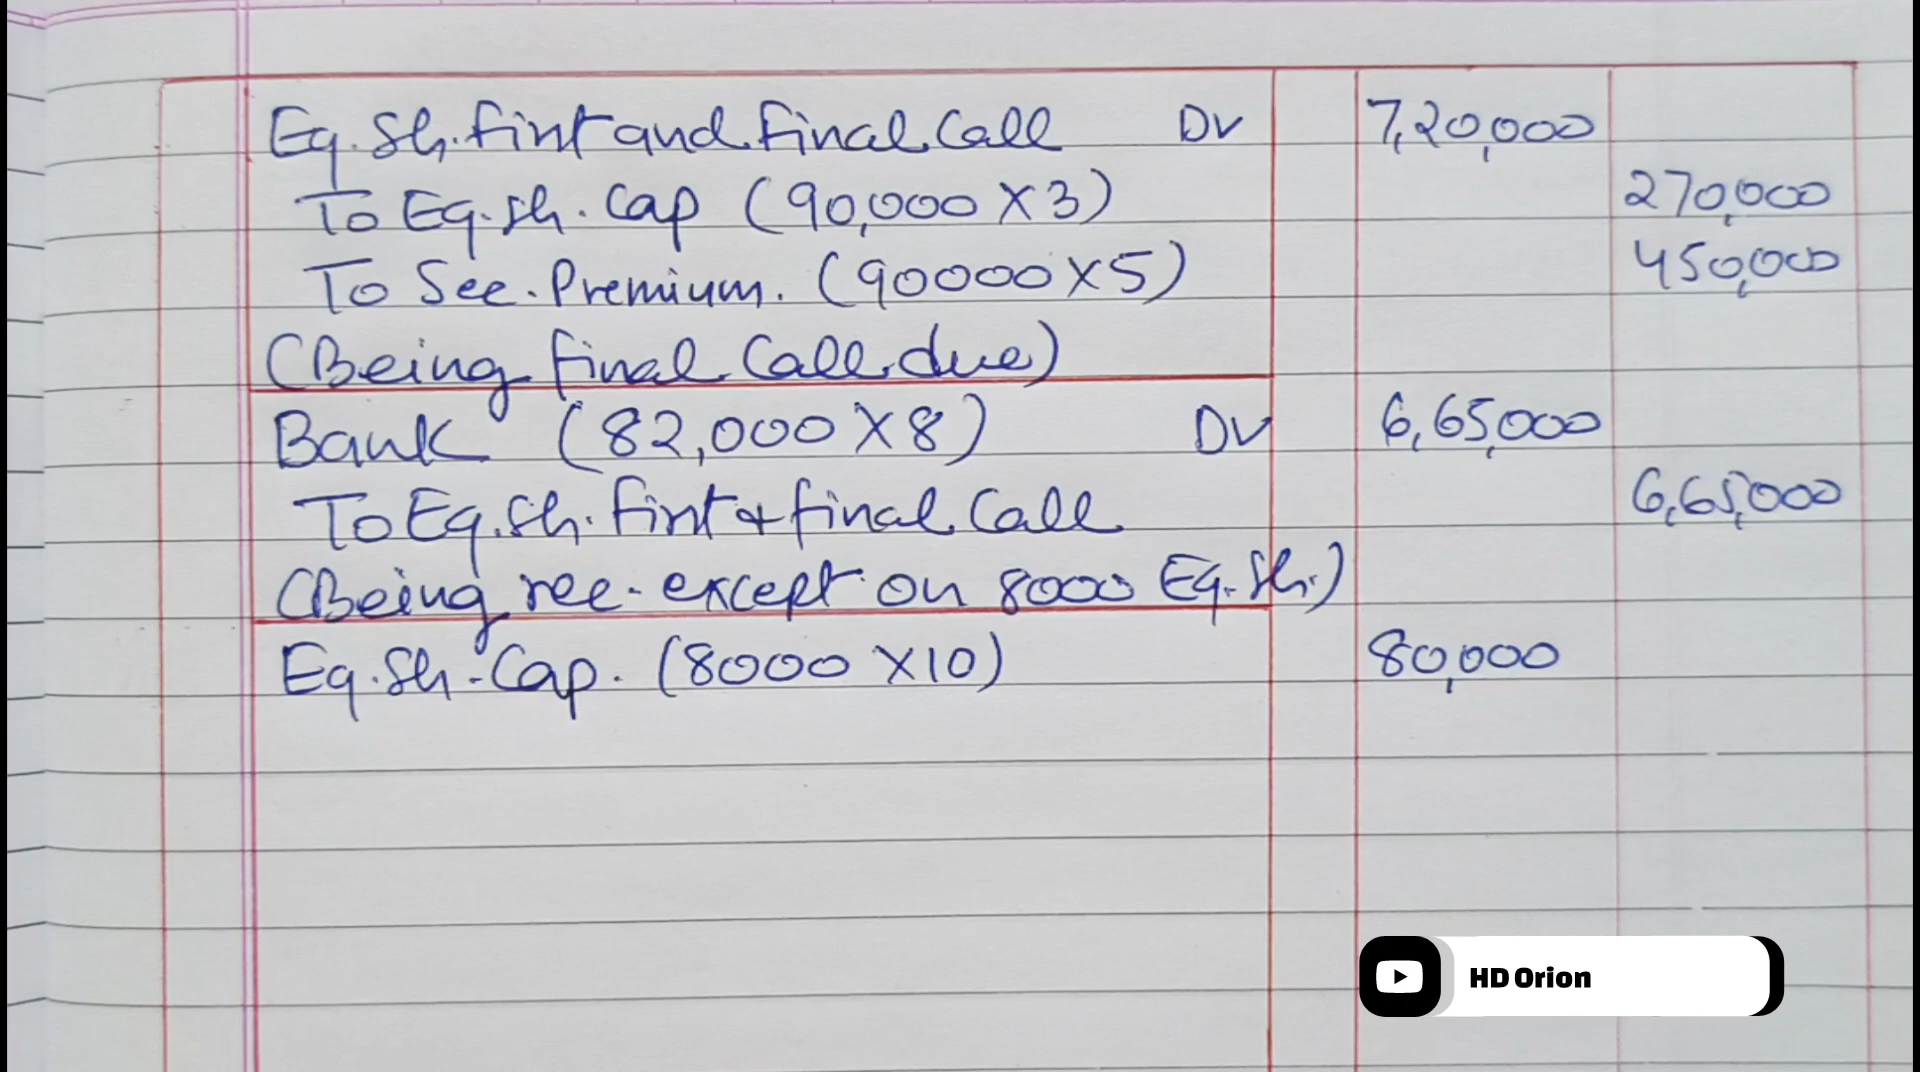 Eq. Sh. First and Final Call Dr 7,20,000
To Eq. Sh. Cap (90,000 X 3) 270,000
To Sec. Premium. (90000 X 5) 450,000
(Being final Call due)
Bank (82,000 X 8) Dr 6,65,000
To Eq. Sh. First & final Call 6,65,000
(Being rec. except on 8000 Eq. Sh.)
Eq. Sh. Cap. (8000 X 10) 80,000
HD Orion